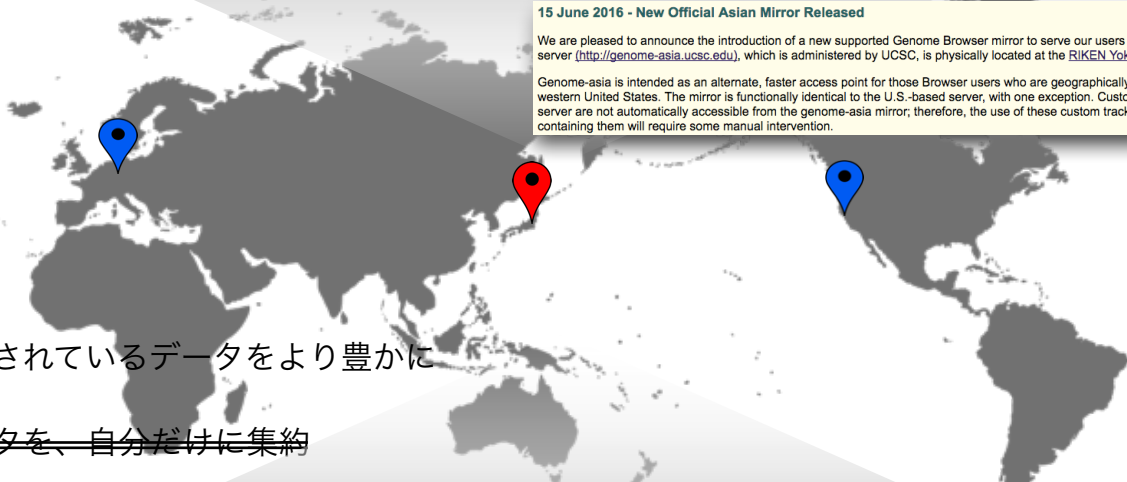 15 June 2016 - New Official Asian Mirror Released
We are pleased to announce the introduction of a new supported Genome Browser mirror to serve our users
server (http://genome-asia.ucsc.edu), which is administered by UCSC, is physically located at the RIKEN Yok
Genome-asia is intended as an alternate, faster access point for those Browser users who are geographically
western United States. The mirror is functionally identical to the U.S.-based server, with one exception. Custo
server are not automatically accessible from the genome-asia mirror; therefore, the use of these custom track
containing them will require some manual intervention.
されているデータをより豊かに
タを、自分だけに集約